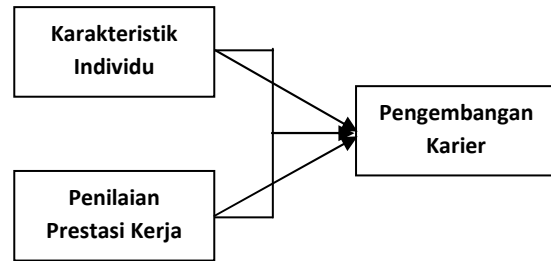 Karakteristik
Individu
Pengembangan
Karier
Penilaian
Prestasi Kerja